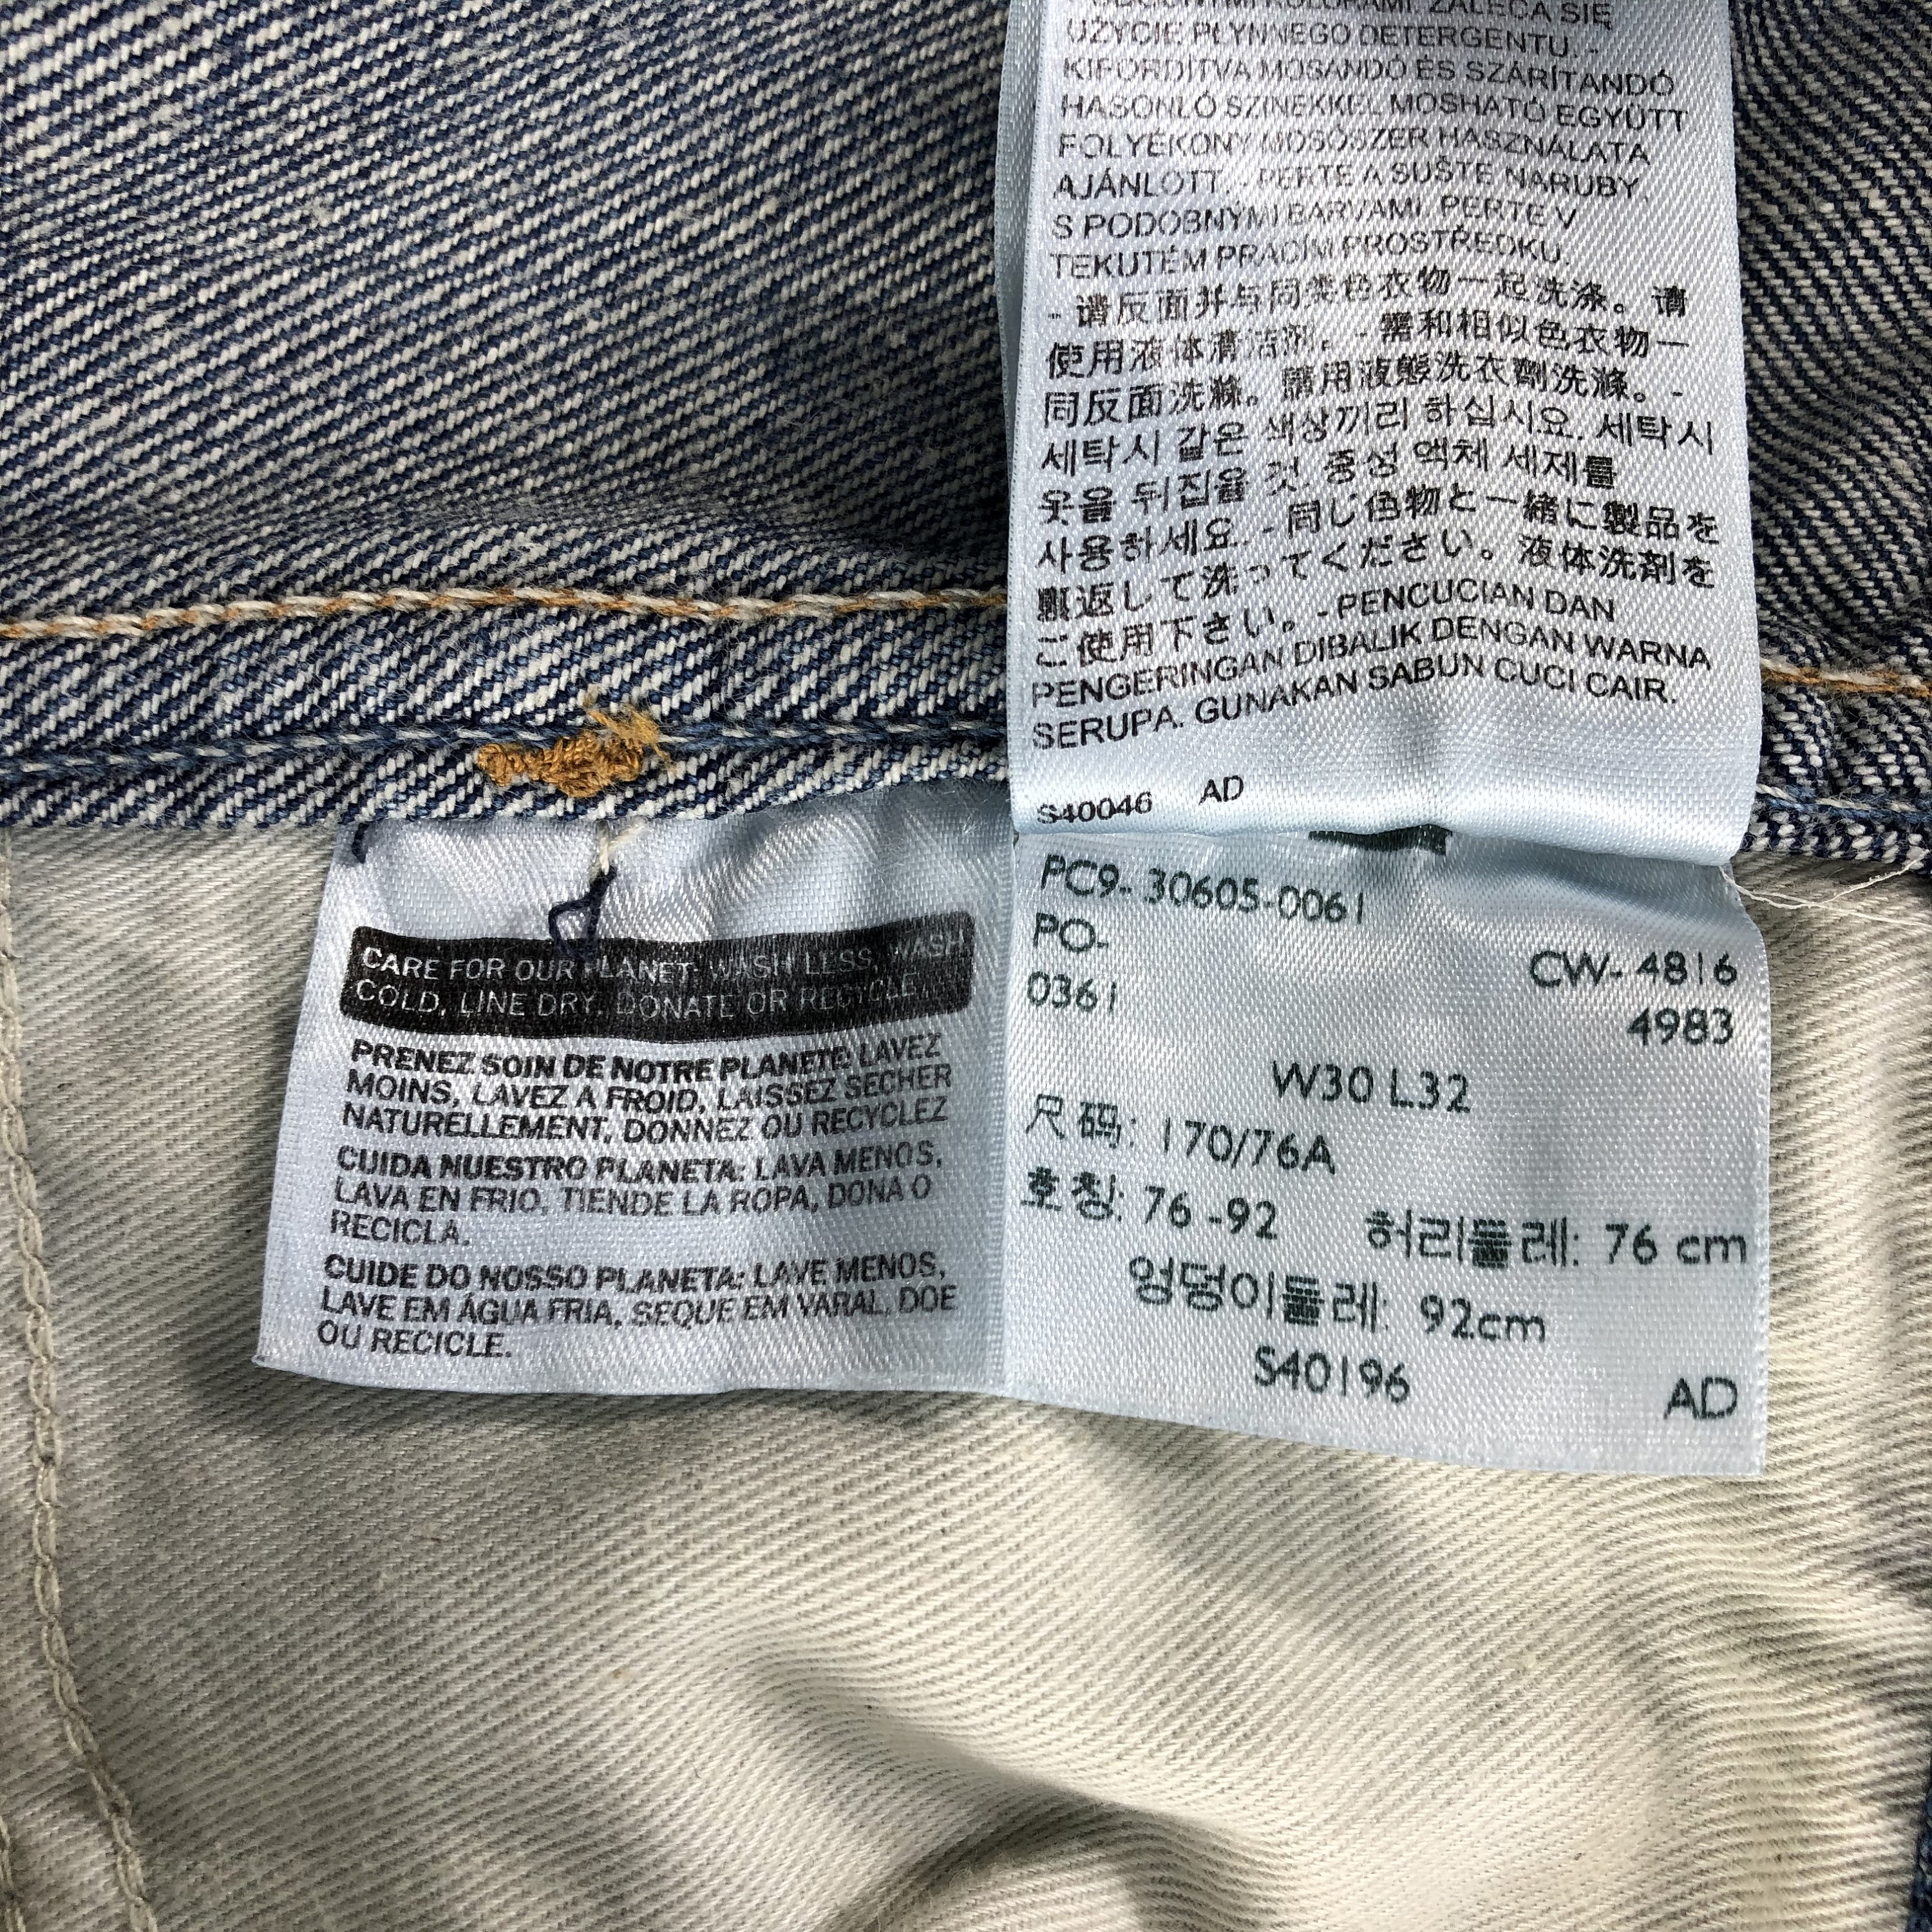 PODOBNYMI KOLORAMI. ZALECA SIĘ
UŻYCIE PŁYNNEGO DETERGENTU. -
KIFORDÍTVA MOSANDÓ ÉS SZÁRÍTANDÓ
HASONLÓ SZINEKKEL MOSHATÓ EGYÜTT
FOLYÉKONY MOSÓSZER HASZNÁLATA
AJÁNLOTT. - PERTE A SUŠTE NARUBY,
S PODOBNÝMI BARVAMI. PERTE V
TEKUTÉM PRACÍM PROSTŘEDKU.
- 请反面并与同类色衣物一起洗涤。请
使用液体清洁剂。- 需和相似色衣物一
同反面洗滌。請用液態洗衣劑洗滌。-
세탁시 같은 색상끼리 하십시요. 세탁시
옷을 뒤집을 것. 중성 액체 세제를
사용하세요. - 同じ色物と一緒に製品を
裏返して洗ってください。液体洗剤を
ご使用下さい。- PENCUCIAN DAN
PENGERINGAN DIBALIK DENGAN WARNA
SERUPA. GUNAKAN SABUN CUCI CAIR.
S40046 AD
CARE FOR OUR PLANET: WASH LESS, WASH
COLD, LINE DRY, DONATE OR RECYCLE.
PRENEZ SOIN DE NOTRE PLANETE: LAVEZ
MOINS, LAVEZ A FROID, LAISSEZ SECHER
NATURELLEMENT, DONNEZ OU RECYCLEZ
CUIDA NUESTRO PLANETA: LAVA MENOS,
LAVA EN FRIO, TIENDE LA ROPA, DONA O
RECICLA.
CUIDE DO NOSSO PLANETA: LAVE MENOS,
LAVE EM ÁGUA FRIA, SEQUE EM VARAL, DOE
OU RECICLE.
PC9- 30605-0061
PO-
0361
CW- 4816
4983
W30 L32
尺码: 170/76A
호칭: 76 -92 허리둘레: 76 cm
엉덩이둘레: 92cm
S40196 AD